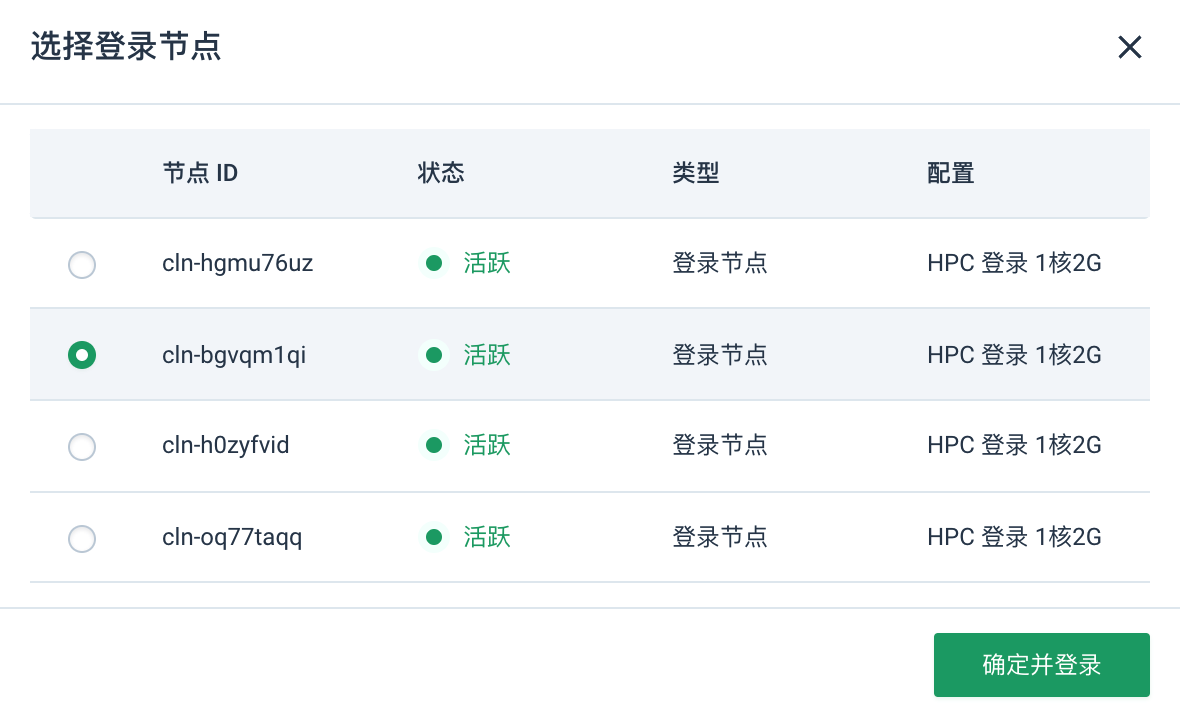 选择登录节点
节点 ID 状态 类型 配置
cln-hgmu76uz 活跃 登录节点 HPC 登录 1核2G
cln-bgvqm1qi 活跃 登录节点 HPC 登录 1核2G
cln-h0zyfvid 活跃 登录节点 HPC 登录 1核2G
cln-oq77taqq 活跃 登录节点 HPC 登录 1核2G
确定并登录